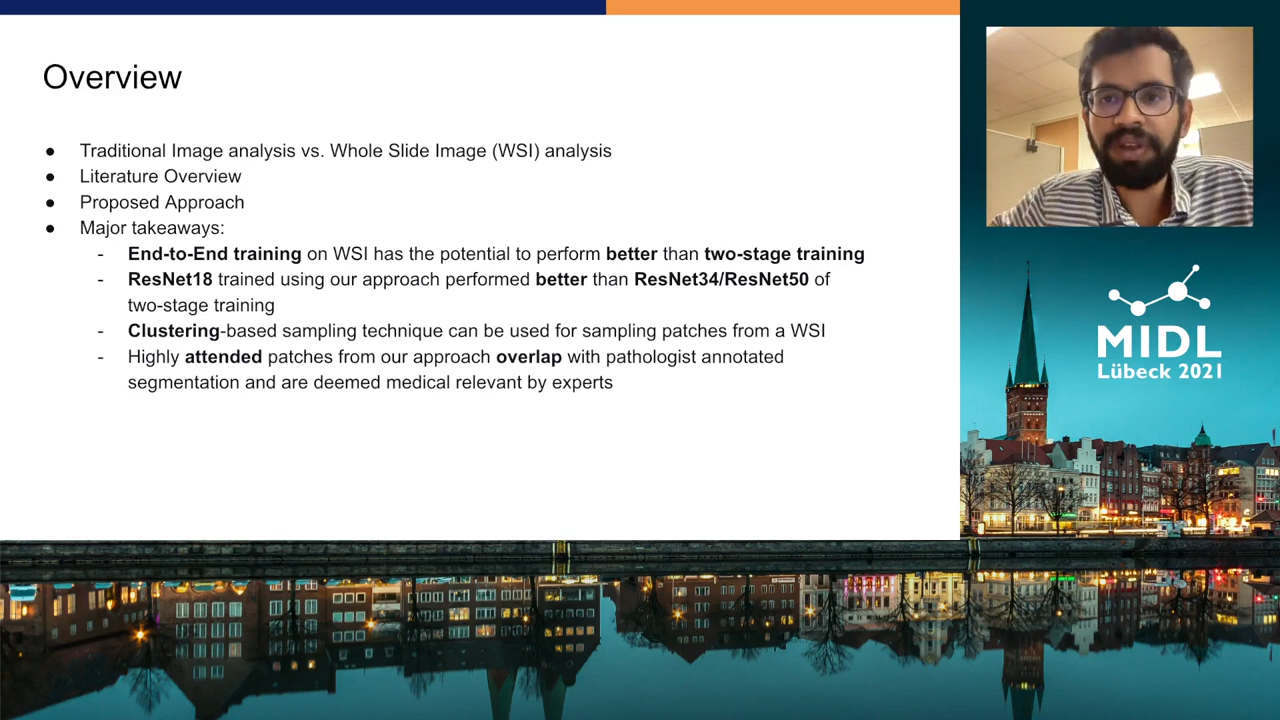 Overview
● Traditional Image analysis vs. Whole Slide Image (WSI) analysis
● Literature Overview
● Proposed Approach
● Major takeaways:
- End-to-End training on WSI has the potential to perform better than two-stage training
- ResNet18 trained using our approach performed better than ResNet34/ResNet50 of
two-stage training
- Clustering-based sampling technique can be used for sampling patches from a WSI
- Highly attended patches from our approach overlap with pathologist annotated
segmentation and are deemed medical relevant by experts
MIDL
Lübeck 2021